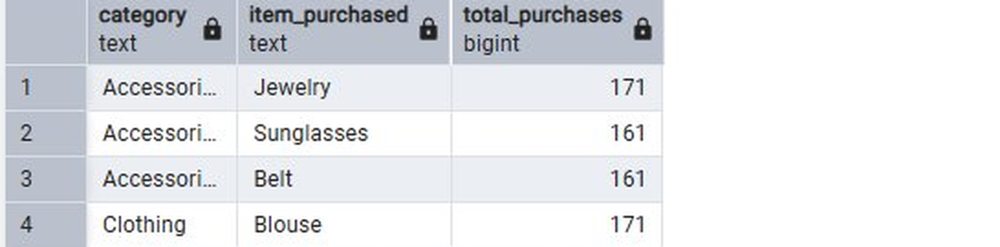 category item_purchased total_purchases
text text bigint
1 Accessori... Jewelry 171
2 Accessori... Sunglasses 161
3 Accessori... Belt 161
4 Clothing Blouse 171